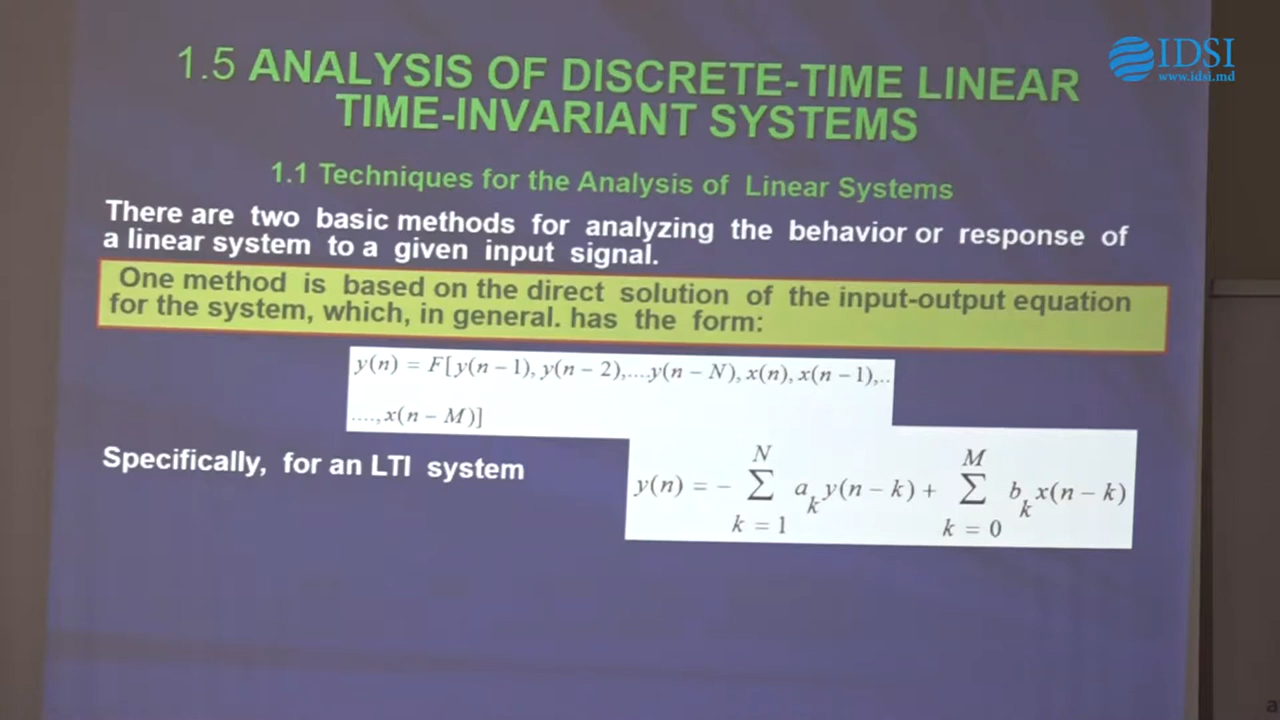 IDSI
www.idsi.md
1.5 ANALYSIS OF DISCRETE-TIME LINEAR
TIME-INVARIANT SYSTEMS
1.1 Techniques for the Analysis of Linear Systems
There are two basic methods for analyzing the behavior or response of
a linear system to a given input signal.
One method is based on the direct solution of the input-output equation
for the system, which, in general. has the form:
y(n) = F[y(n − 1), y(n − 2),....y(n − N), x(n), x(n − 1),..
...., x(n − M)]
Specifically, for an LTI system
N M
y(n) = − ∑ a_k y(n − k) + ∑ b_k x(n − k)
k = 1 k = 0